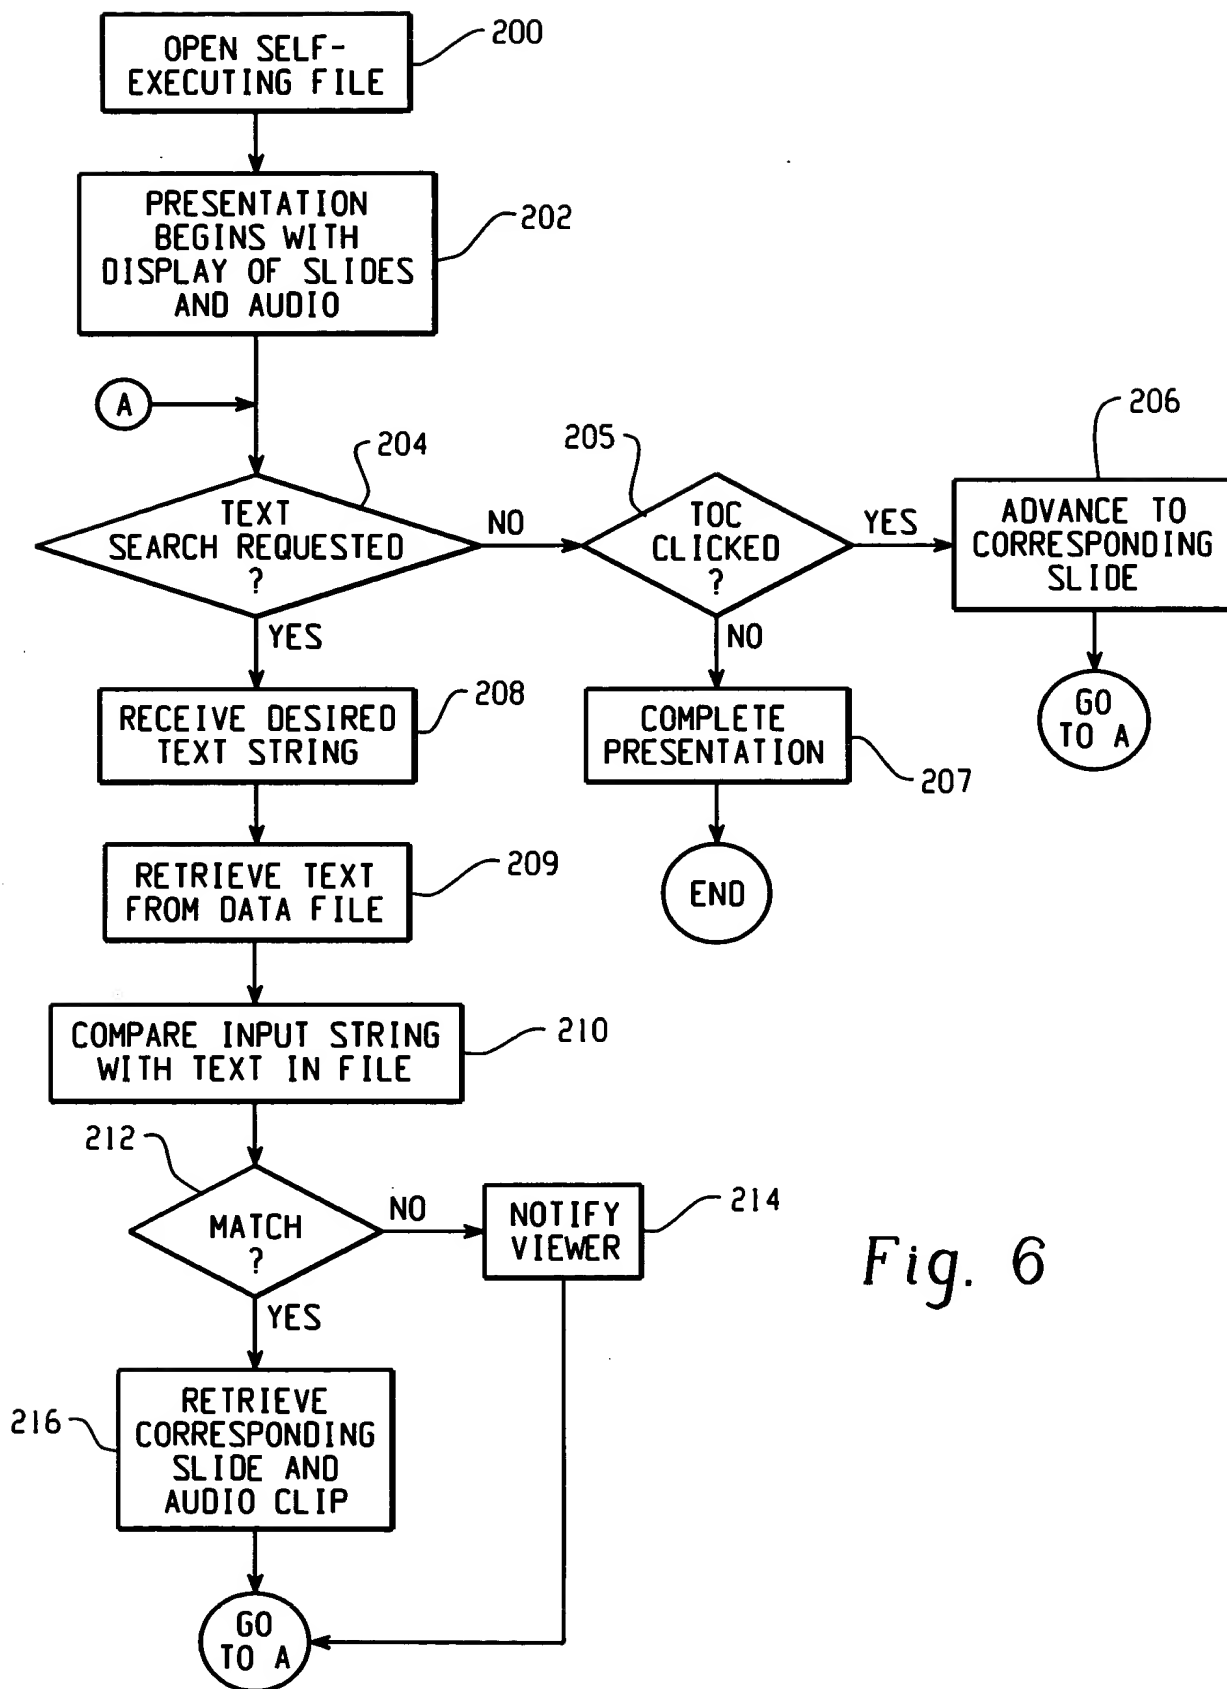 OPEN SELF-
EXECUTING FILE
200
PRESENTATION
BEGINS WITH
DISPLAY OF SLIDES
AND AUDIO
202
A
204
TEXT
SEARCH REQUESTED
?
NO
YES
205
TOC
CLICKED
?
YES
NO
206
ADVANCE TO
CORRESPONDING
SLIDE
GO
TO A
RECEIVE DESIRED
TEXT STRING
208
COMPLETE
PRESENTATION
207
END
RETRIEVE TEXT
FROM DATA FILE
209
COMPARE INPUT STRING
WITH TEXT IN FILE
210
212
MATCH
?
NO
YES
NOTIFY
VIEWER
214
Fig. 6
216
RETRIEVE
CORRESPONDING
SLIDE AND
AUDIO CLIP
GO
TO A